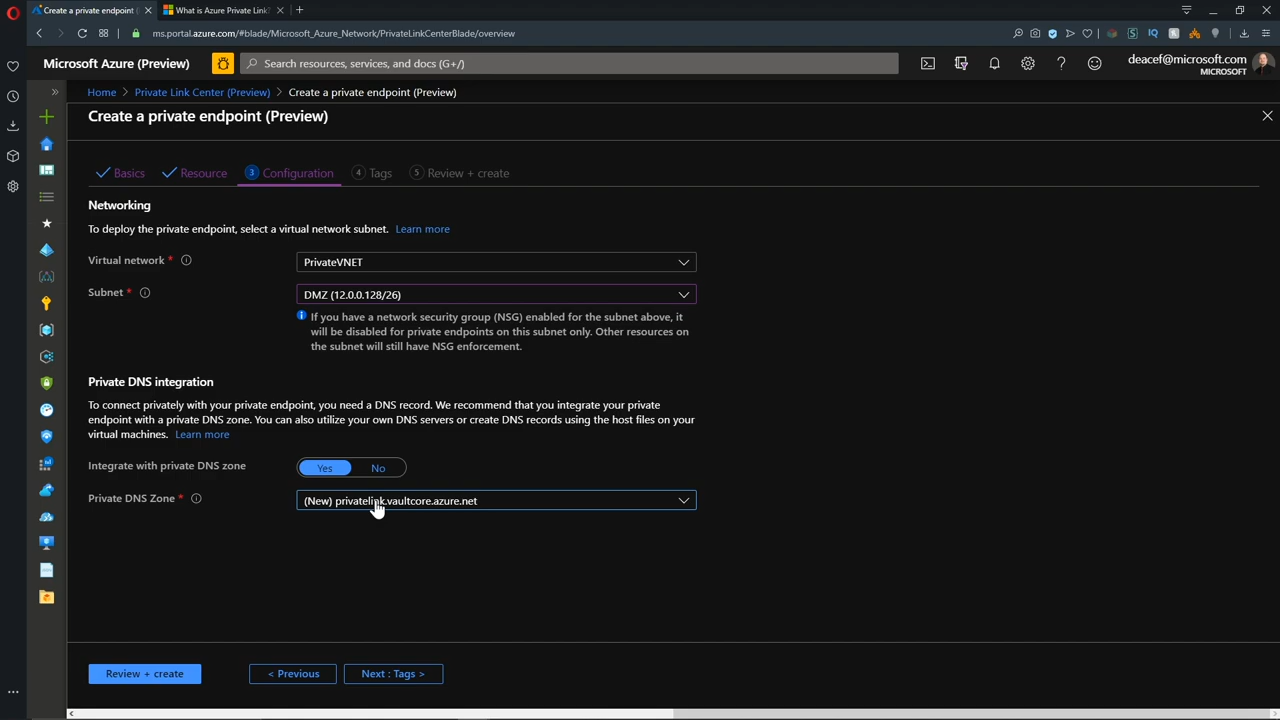 Create a private endpoint (
What is Azure Private Link?
ms.portal.azure.com/#blade/Microsoft_Azure_Network/PrivateLinkCenterBlade/overview
Microsoft Azure (Preview)
Search resources, services, and docs (G+/)
deacef@microsoft.com
MICROSOFT
Home > Private Link Center (Preview) > Create a private endpoint (Preview)
Create a private endpoint (Preview)
Basics
Resource
3 Configuration
4 Tags
5 Review + create
Networking
To deploy the private endpoint, select a virtual network subnet. Learn more
Virtual network *
PrivateVNET
Subnet *
DMZ (12.0.0.128/26)
If you have a network security group (NSG) enabled for the subnet above, it
will be disabled for private endpoints on this subnet only. Other resources on
the subnet will still have NSG enforcement.
Private DNS integration
To connect privately with your private endpoint, you need a DNS record. We recommend that you integrate your private
endpoint with a private DNS zone. You can also utilize your own DNS servers or create DNS records using the host files on your
virtual machines. Learn more
Integrate with private DNS zone
Yes
No
Private DNS Zone *
(New) privatelink.vaultcore.azure.net
Review + create
< Previous
Next : Tags >